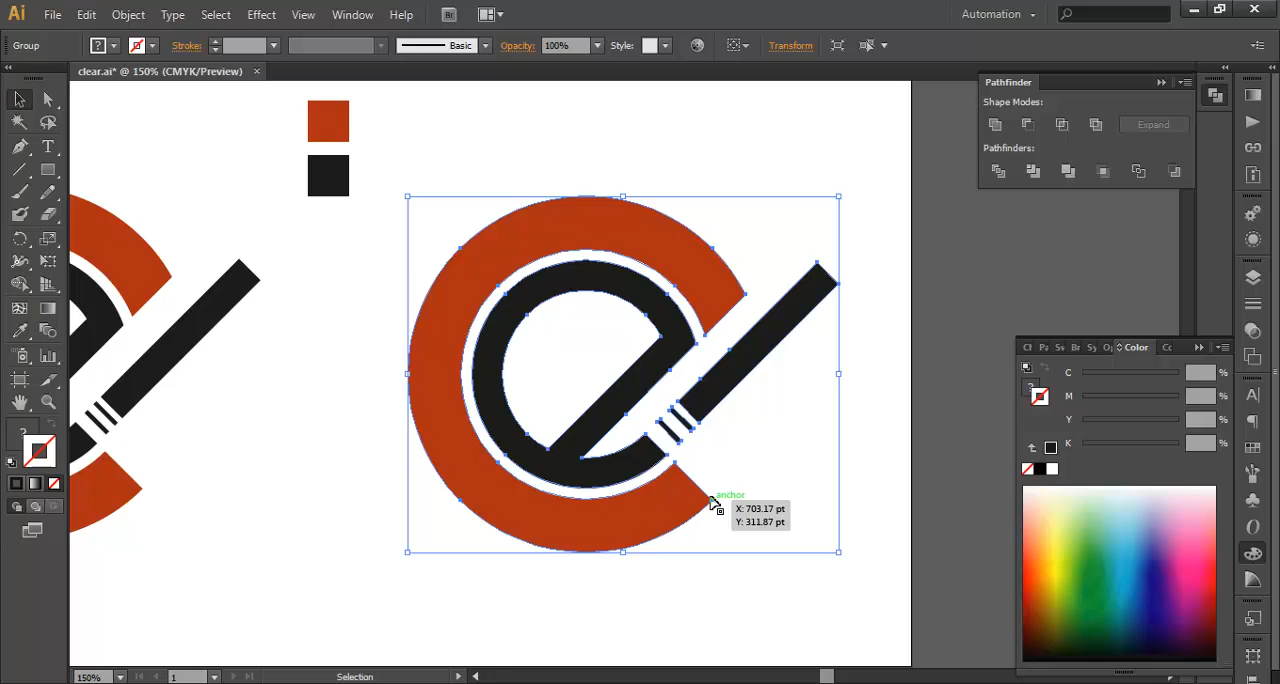 Ai File Edit Object Type Select Effect View Window Help Br Automation
Group ? Stroke: Basic Opacity: 100% Style: Transform
clear.ai* @ 150% (CMYK/Preview)
Pathfinder
Shape Modes:
Expand
Pathfinders:
Color
C %
M %
Y %
K %
anchor
X: 703.17 pt
Y: 311.87 pt
150% 1 Selection